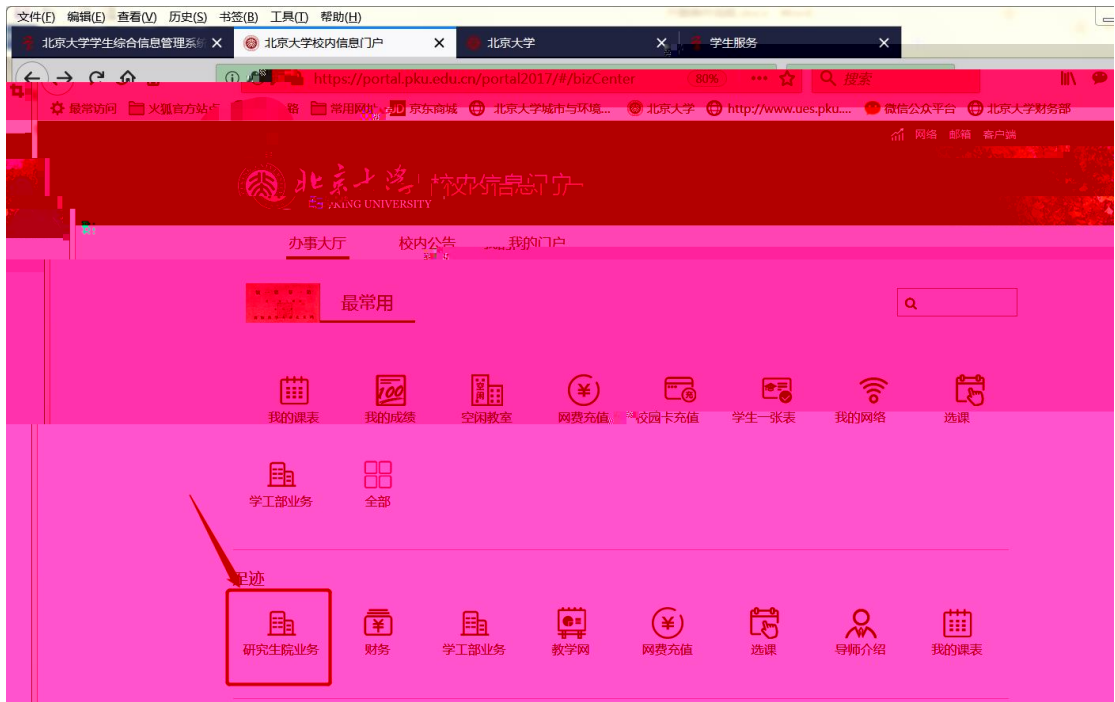 文件(F) 编辑(E) 查看(V) 历史(S) 书签(B) 工具(T) 帮助(H)
北京大学学生综合信息管理系统 北京大学校内信息门户 北京大学 学生服务
https://portal.pku.edu.cn/portal2017/#/bizCenter 80% 搜索
最常访问 火狐官方站点 常用网址 JD 京东商城 北京大学城市与环境... 北京大学 http://www.ues.pku.... 微信公众平台 北京大学财务部
网络 邮箱 客户端
北京大学 校内信息门户
PEKING UNIVERSITY
办事大厅 校内公告 我的门户
最常用
100 空闲
我的课表 我的成绩 空闲教室 网费充值 校园卡充值 学生一张表 我的网络 选课
学工部业务 全部
足迹
研究生院业务 财务 学工部业务 教学网 网费充值 选课 导师介绍 我的课表